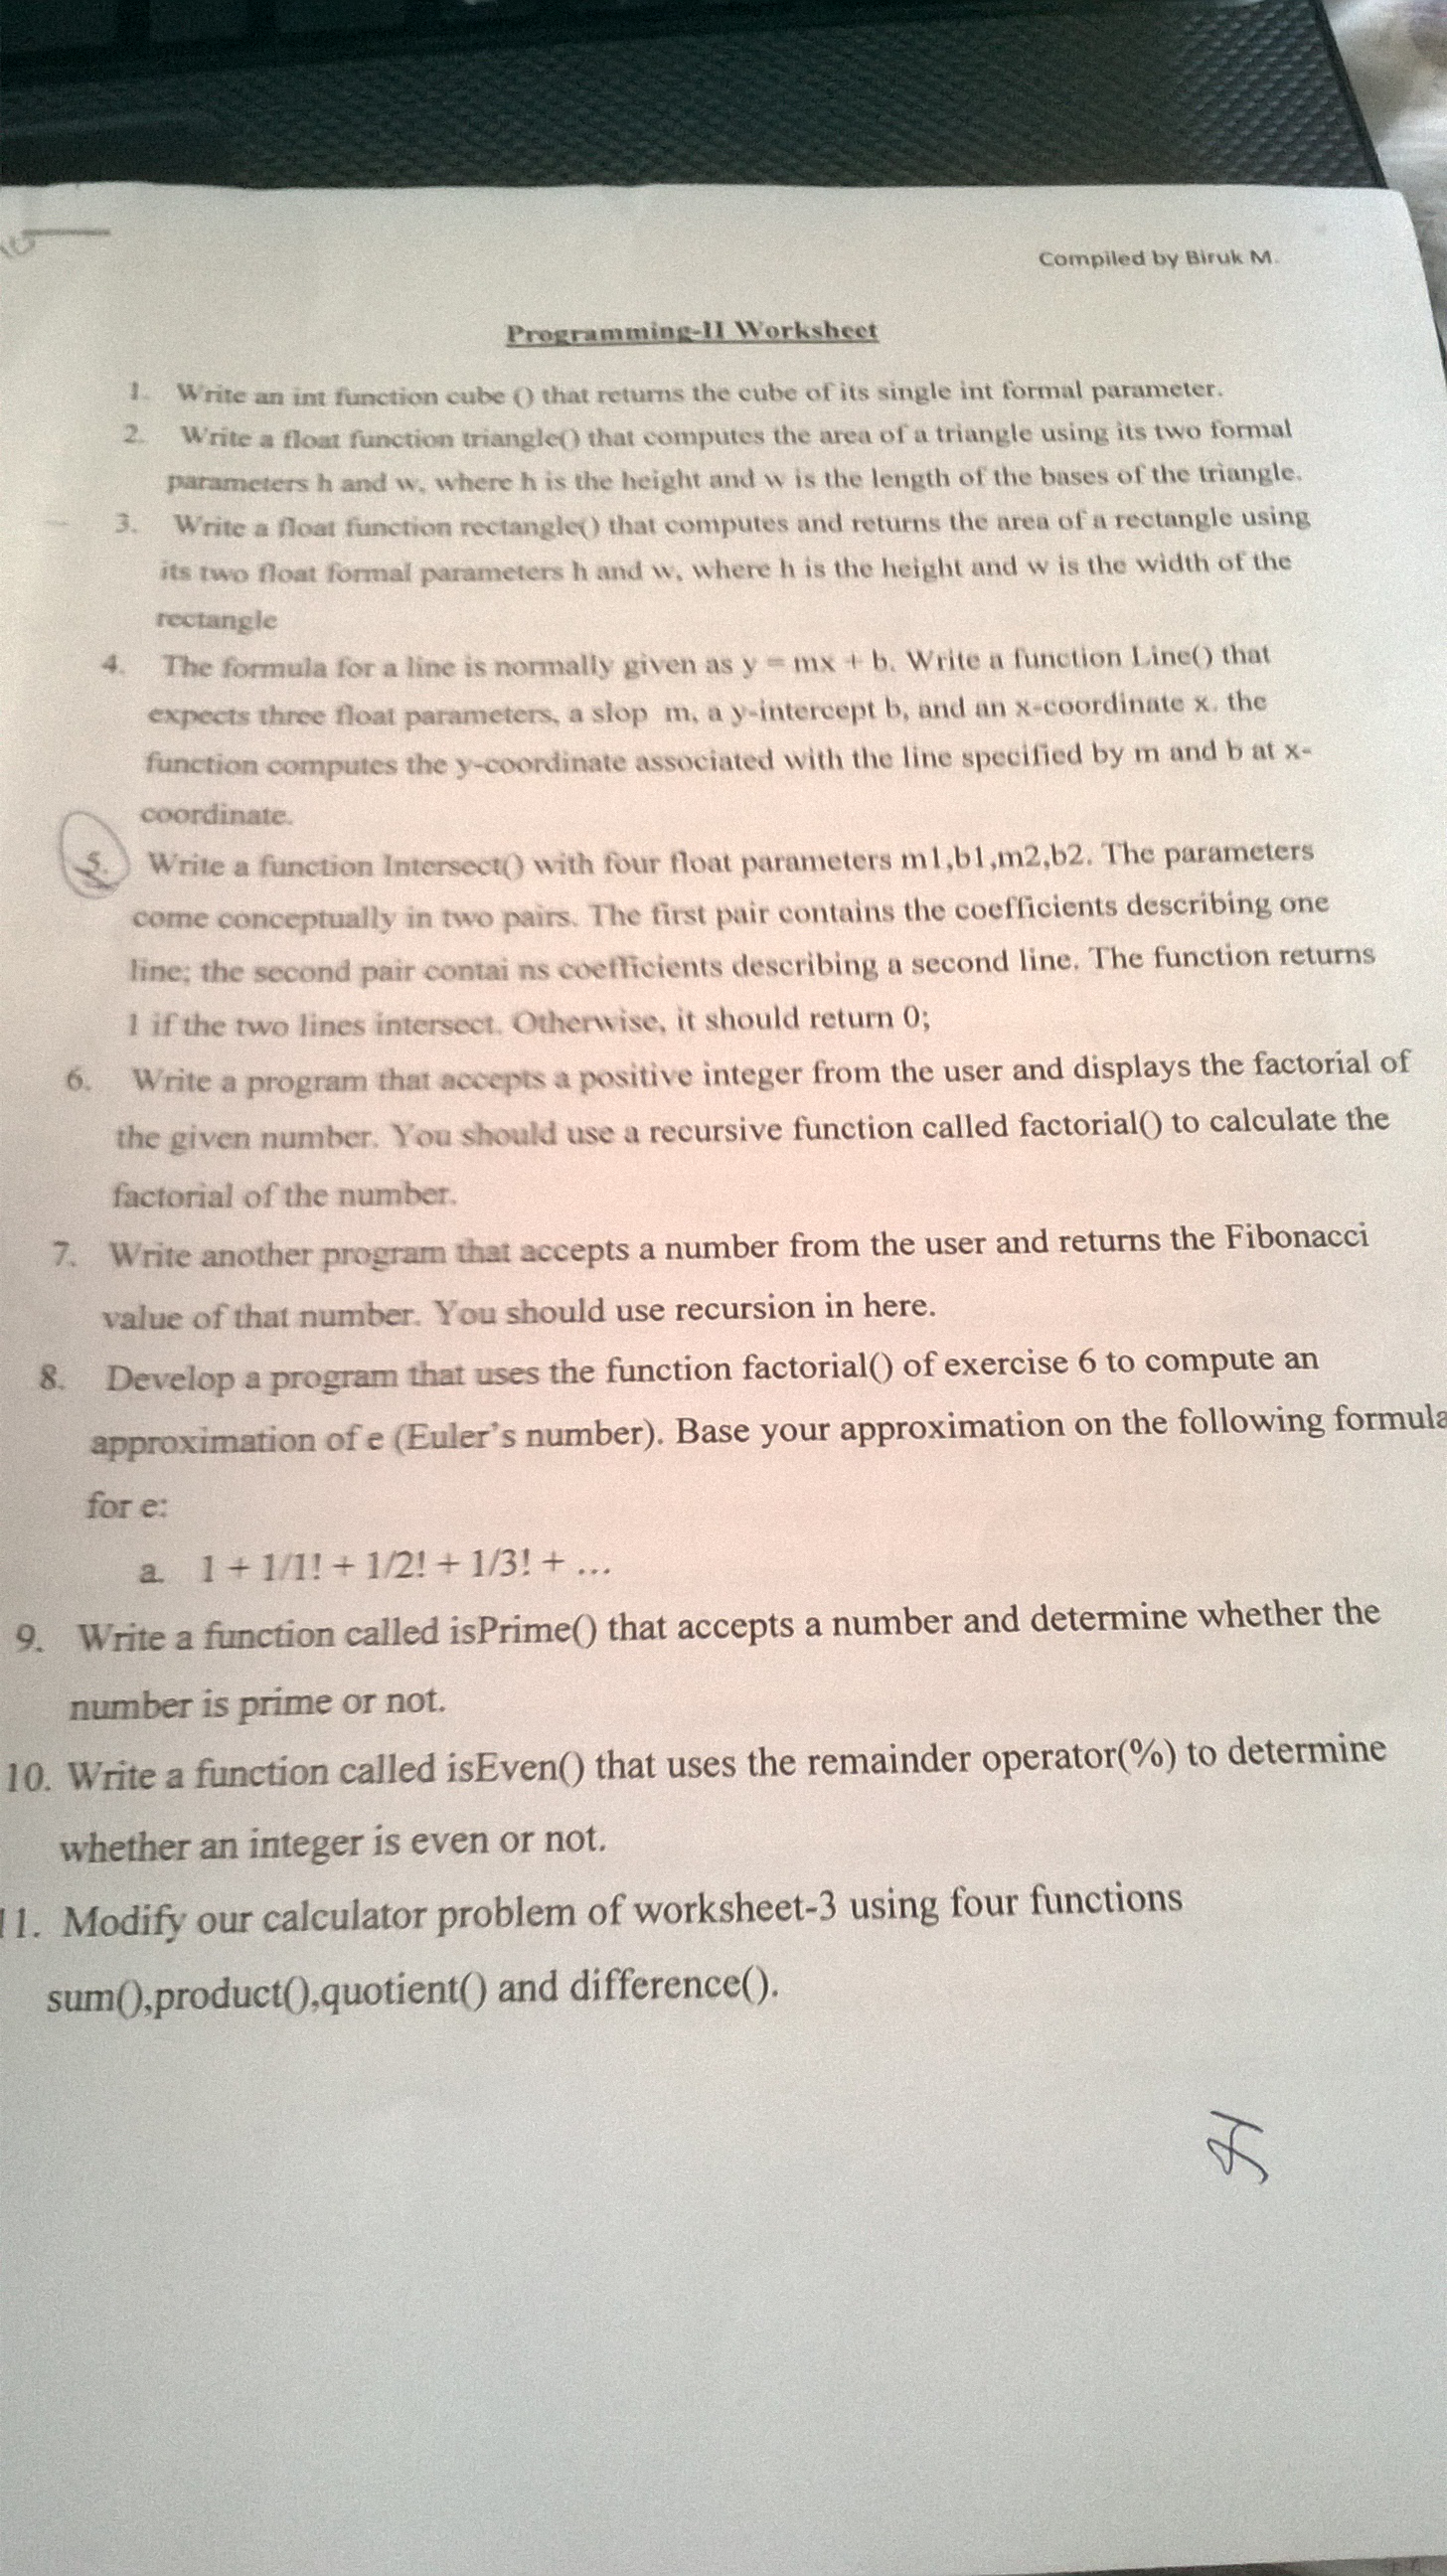 Compiled by Biruk M.
Programming-II Worksheet
1. Write an int function cube () that returns the cube of its single int formal parameter.
2. Write a float function triangle() that computes the area of a triangle using its two formal
parameters h and w, where h is the height and w is the length of the bases of the triangle.
3. Write a float function rectangle() that computes and returns the area of a rectangle using
its two float formal parameters h and w, where h is the height and w is the width of the
rectangle
4. The formula for a line is normally given as y = mx + b. Write a function Line() that
expects three float parameters, a slop m, a y-intercept b, and an x-coordinate x. the
function computes the y-coordinate associated with the line specified by m and b at x-
coordinate.
5. Write a function Intersect() with four float parameters m1,b1,m2,b2. The parameters
come conceptually in two pairs. The first pair contains the coefficients describing one
line; the second pair contai ns coefficients describing a second line. The function returns
1 if the two lines intersect. Otherwise, it should return 0;
6. Write a program that accepts a positive integer from the user and displays the factorial of
the given number. You should use a recursive function called factorial() to calculate the
factorial of the number.
7. Write another program that accepts a number from the user and returns the Fibonacci
value of that number. You should use recursion in here.
8. Develop a program that uses the function factorial() of exercise 6 to compute an
approximation of e (Euler's number). Base your approximation on the following formula
for e:
a. 1 + 1/1! + 1/2! + 1/3! + ...
9. Write a function called isPrime() that accepts a number and determine whether the
number is prime or not.
10. Write a function called isEven() that uses the remainder operator(%) to determine
whether an integer is even or not.
11. Modify our calculator problem of worksheet-3 using four functions
sum(),product(),quotient() and difference().